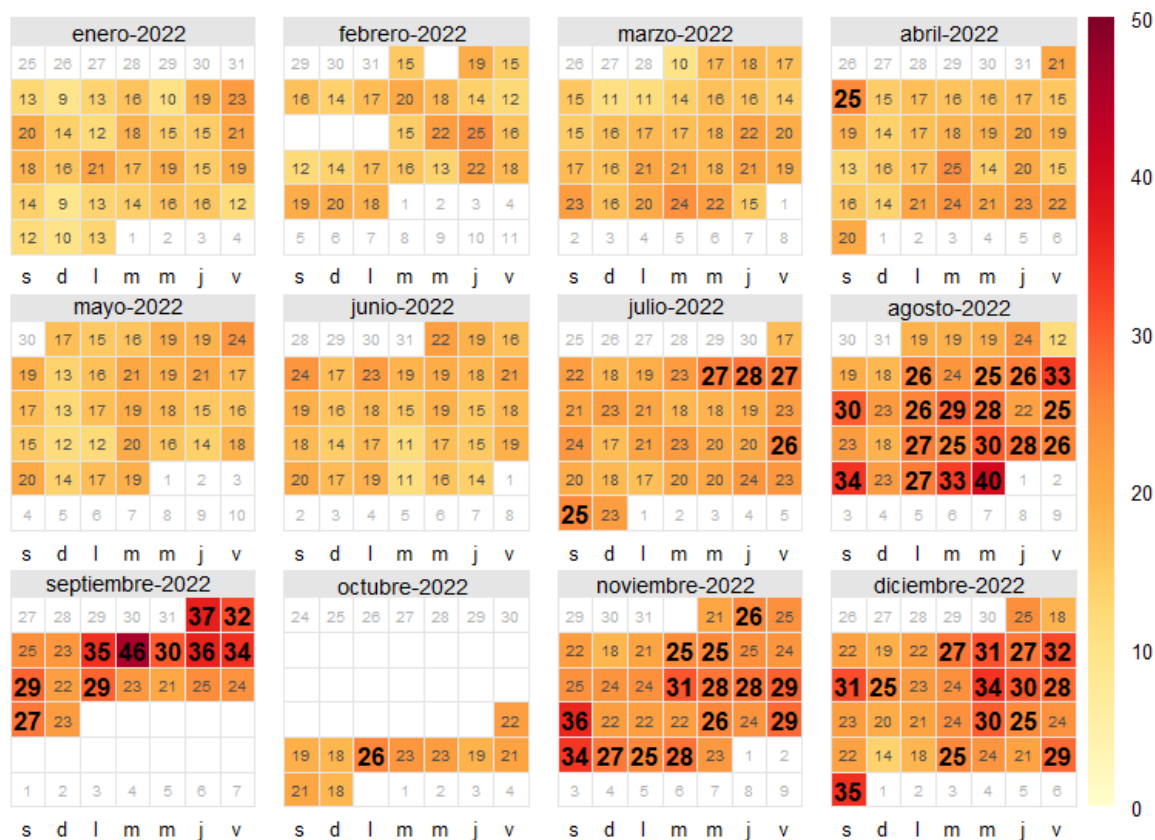 enero-2022
25 26 27 28 29 30 31
13 9 13 16 10 19 23
20 14 12 18 15 15 21
18 16 21 17 19 15 19
14 9 13 14 16 16 12
12 10 13 1 2 3 4
s d l m m j v
febrero-2022
29 30 31 15 19 15
16 14 17 20 18 14 12
15 22 25 16
12 14 17 16 13 22 18
19 20 18 1 2 3 4
5 6 7 8 9 10 11
s d l m m j v
marzo-2022
26 27 28 10 17 18 17
15 11 11 14 16 16 14
15 16 17 17 18 22 20
17 16 21 21 18 21 19
23 16 20 24 22 15 1
2 3 4 5 6 7 8
s d l m m j v
abril-2022
26 27 28 29 30 31 21
25 15 17 16 16 17 15
19 14 17 18 19 20 19
13 16 17 25 14 20 15
16 14 21 24 21 23 22
20 1 2 3 4 5 6
s d l m m j v
mayo-2022
30 17 15 16 19 19 24
19 13 16 21 19 21 17
17 13 17 19 18 15 16
15 12 12 20 16 14 18
20 14 17 19 1 2 3
4 5 6 7 8 9 10
s d l m m j v
junio-2022
28 29 30 31 22 19 16
24 17 23 19 19 18 21
19 16 18 15 19 15 18
18 14 17 11 17 15 19
20 17 19 11 16 14 1
2 3 4 5 6 7 8
s d l m m j v
julio-2022
25 26 27 28 29 30 17
22 18 19 23 27 28 27
21 23 21 18 18 19 23
24 17 21 23 20 20 26
20 18 17 20 20 24 23
25 23 1 2 3 4 5
s d l m m j v
agosto-2022
30 31 19 19 19 24 12
19 18 26 24 25 26 33
30 23 26 29 28 22 25
23 18 27 25 30 28 26
34 23 27 33 40 1 2
3 4 5 6 7 8 9
s d l m m j v
septiembre-2022
27 28 29 30 31 37 32
25 23 35 46 30 36 34
29 22 29 23 21 25 24
27 23
1 2 3 4 5 6 7
s d l m m j v
octubre-2022
24 25 26 27 28 29 30
22
19 18 26 23 23 19 21
21 18 1 2 3 4
s d l m m j v
noviembre-2022
29 30 31 21 26 25
22 18 21 25 25 25 24
25 24 24 31 28 28 29
36 22 22 22 26 24 29
34 27 25 28 23 1 2
3 4 5 6 7 8 9
s d l m m j v
diciembre-2022
26 27 28 29 30 25 18
22 19 22 27 31 27 32
31 25 23 24 34 30 28
23 20 21 24 30 25 24
22 14 18 25 24 21 29
35 1 2 3 4 5 6
s d l m m j v
50
40
30
20
10
0